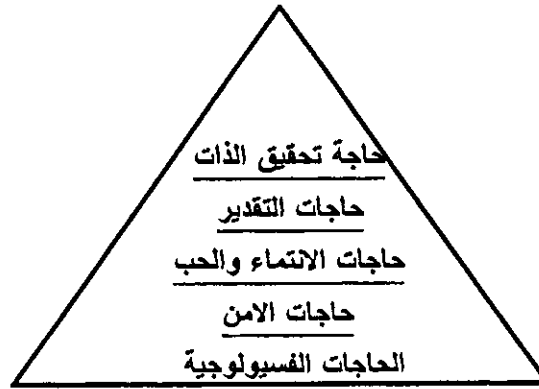 حاجة تحقيق الذات
حاجات التقدير
حاجات الانتماء والحب
حاجات الامن
الحاجات الفسيولوجية